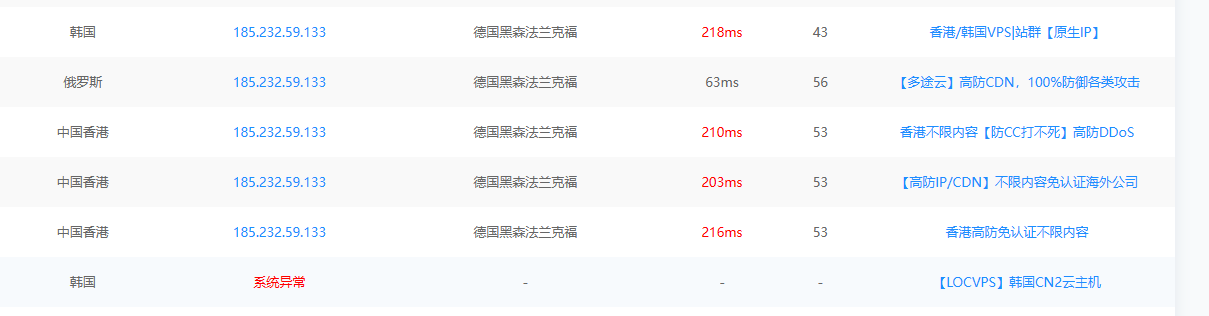 韩国 185.232.59.133 德国黑森法兰克福 218ms 43 香港/韩国VPS|站群【原生IP】
俄罗斯 185.232.59.133 德国黑森法兰克福 63ms 56 【多途云】高防CDN，100%防御各类攻击
中国香港 185.232.59.133 德国黑森法兰克福 210ms 53 香港不限内容【防CC打不死】高防DDoS
中国香港 185.232.59.133 德国黑森法兰克福 203ms 53 【高防IP/CDN】不限内容免认证海外公司
中国香港 185.232.59.133 德国黑森法兰克福 216ms 53 香港高防免认证不限内容
韩国 系统异常 - - - 【LOCVPS】韩国CN2云主机